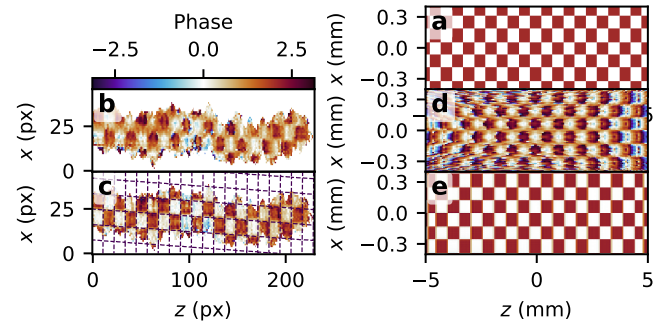 Phase
−2.5 0.0 2.5
b
x (px)
25
0
c
x (px)
25
0
0 100 200
z (px)
a
x (mm)
0.3
0.0
−0.3
d
x (mm)
0.3
0.0
−0.3
e
x (mm)
0.3
0.0
−0.3
−5 0 5
z (mm)